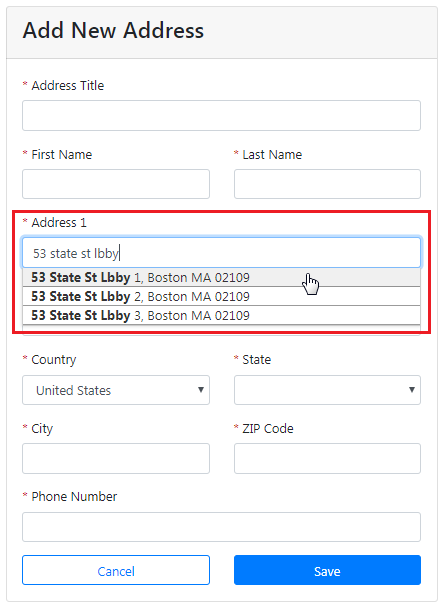 Add New Address
* Address Title
* First Name * Last Name
* Address 1
53 state st lbby
53 State St Lbby 1, Boston MA 02109
53 State St Lbby 2, Boston MA 02109
53 State St Lbby 3, Boston MA 02109
* Country * State
United States
* City * ZIP Code
* Phone Number
Cancel Save